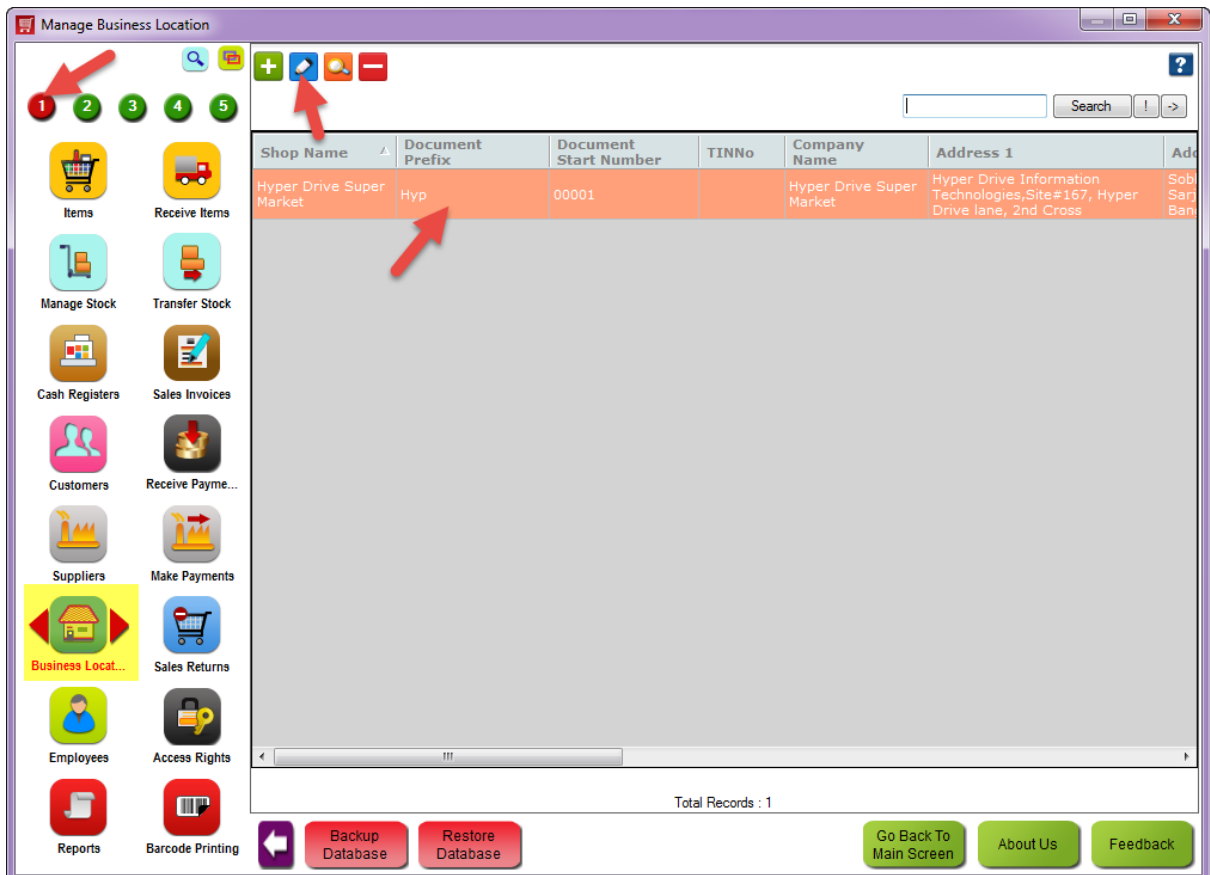 Manage Business Location
1 2 3 4 5
?
Search ! ->
Shop Name
Document
Prefix
Document
Start Number
TINNo
Company
Name
Address 1
Add
Hyper Drive Super
Market
Hyp
00001
Hyper Drive Super
Market
Hyper Drive Information
Technologies,Site#167, Hyper
Drive lane, 2nd Cross
Sob
Sarj
Ban
Items
Receive Items
Manage Stock
Transfer Stock
Cash Registers
Sales Invoices
Customers
Receive Payme...
Suppliers
Make Payments
Business Locat...
Sales Returns
Employees
Access Rights
Reports
Barcode Printing
Total Records : 1
Backup
Database
Restore
Database
Go Back To
Main Screen
About Us
Feedback